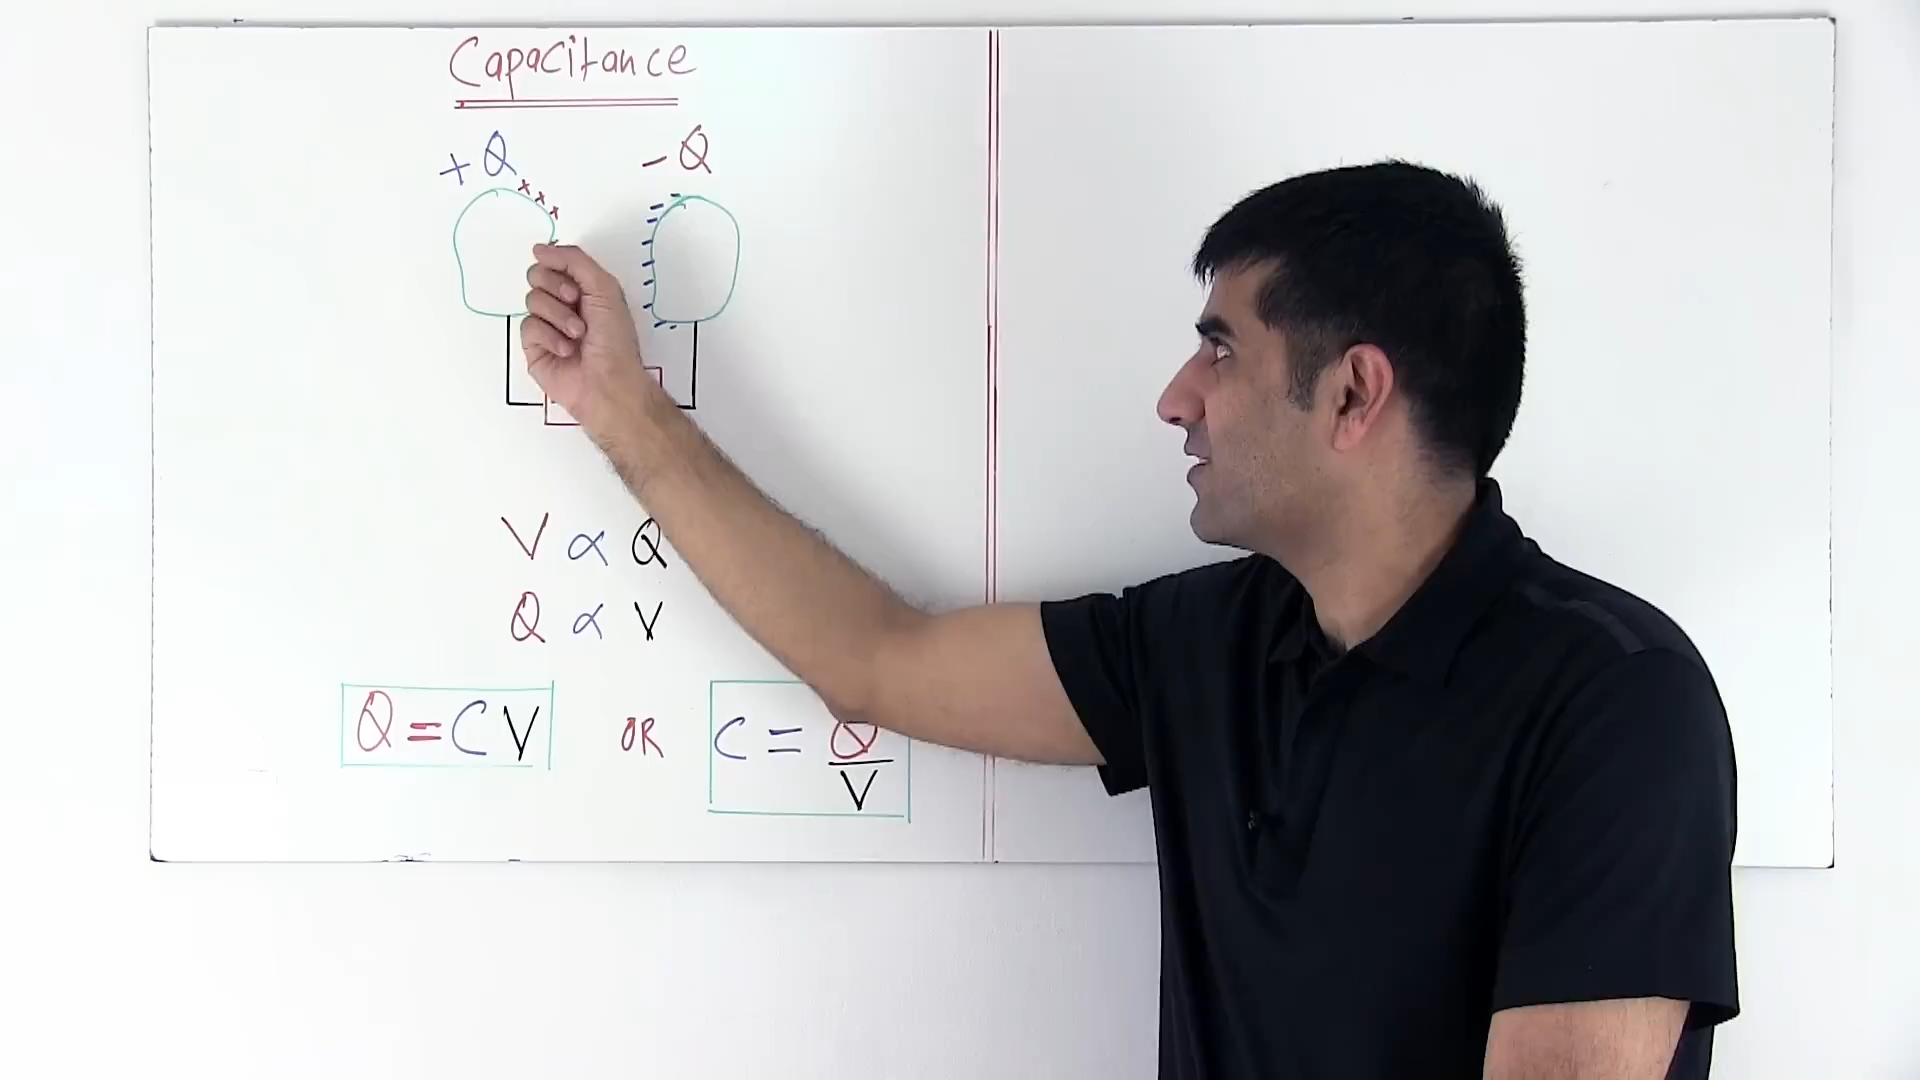 Capacitance
+Q -Q
V ∝ Q
Q ∝ V
Q = CV OR C = Q
V